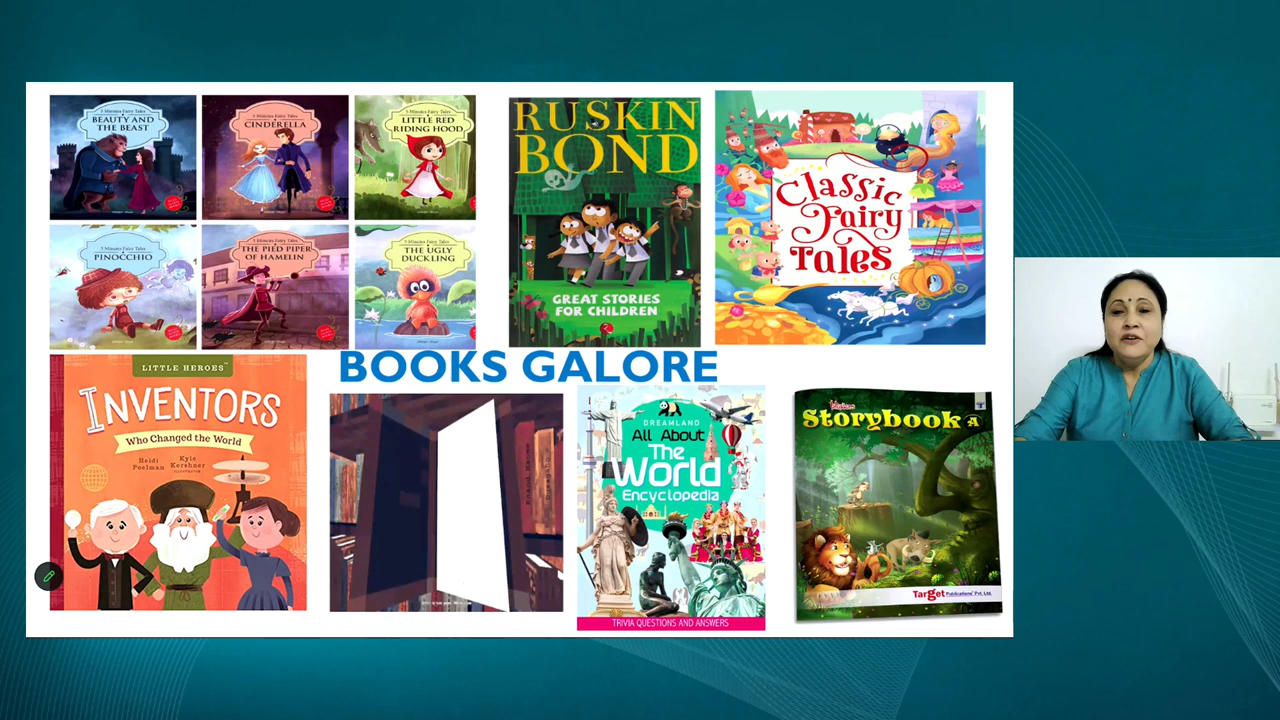 5 Minutes Fairy Tales
BEAUTY AND
THE BEAST
5 Minutes Fairy Tales
CINDERELLA
5 Minutes Fairy Tales
LITTLE RED
RIDING HOOD
5 Minutes Fairy Tales
PINOCCHIO
5 Minutes Fairy Tales
THE PIED PIPER
OF HAMELIN
5 Minutes Fairy Tales
THE UGLY
DUCKLING
RUSKIN
BOND
GREAT STORIES
FOR CHILDREN
Classic
Fairy
Tales
BOOKS GALORE
LITTLE HEROES™
INVENTORS
Who Changed the World
Heidi
Poelman
Kyle
Kershner
ILLUSTRATOR
DREAMLAND
All About
The
World
Encyclopedia
TRIVIA QUESTIONS AND ANSWERS
Storybook A
Target Publications® Pvt. Ltd.